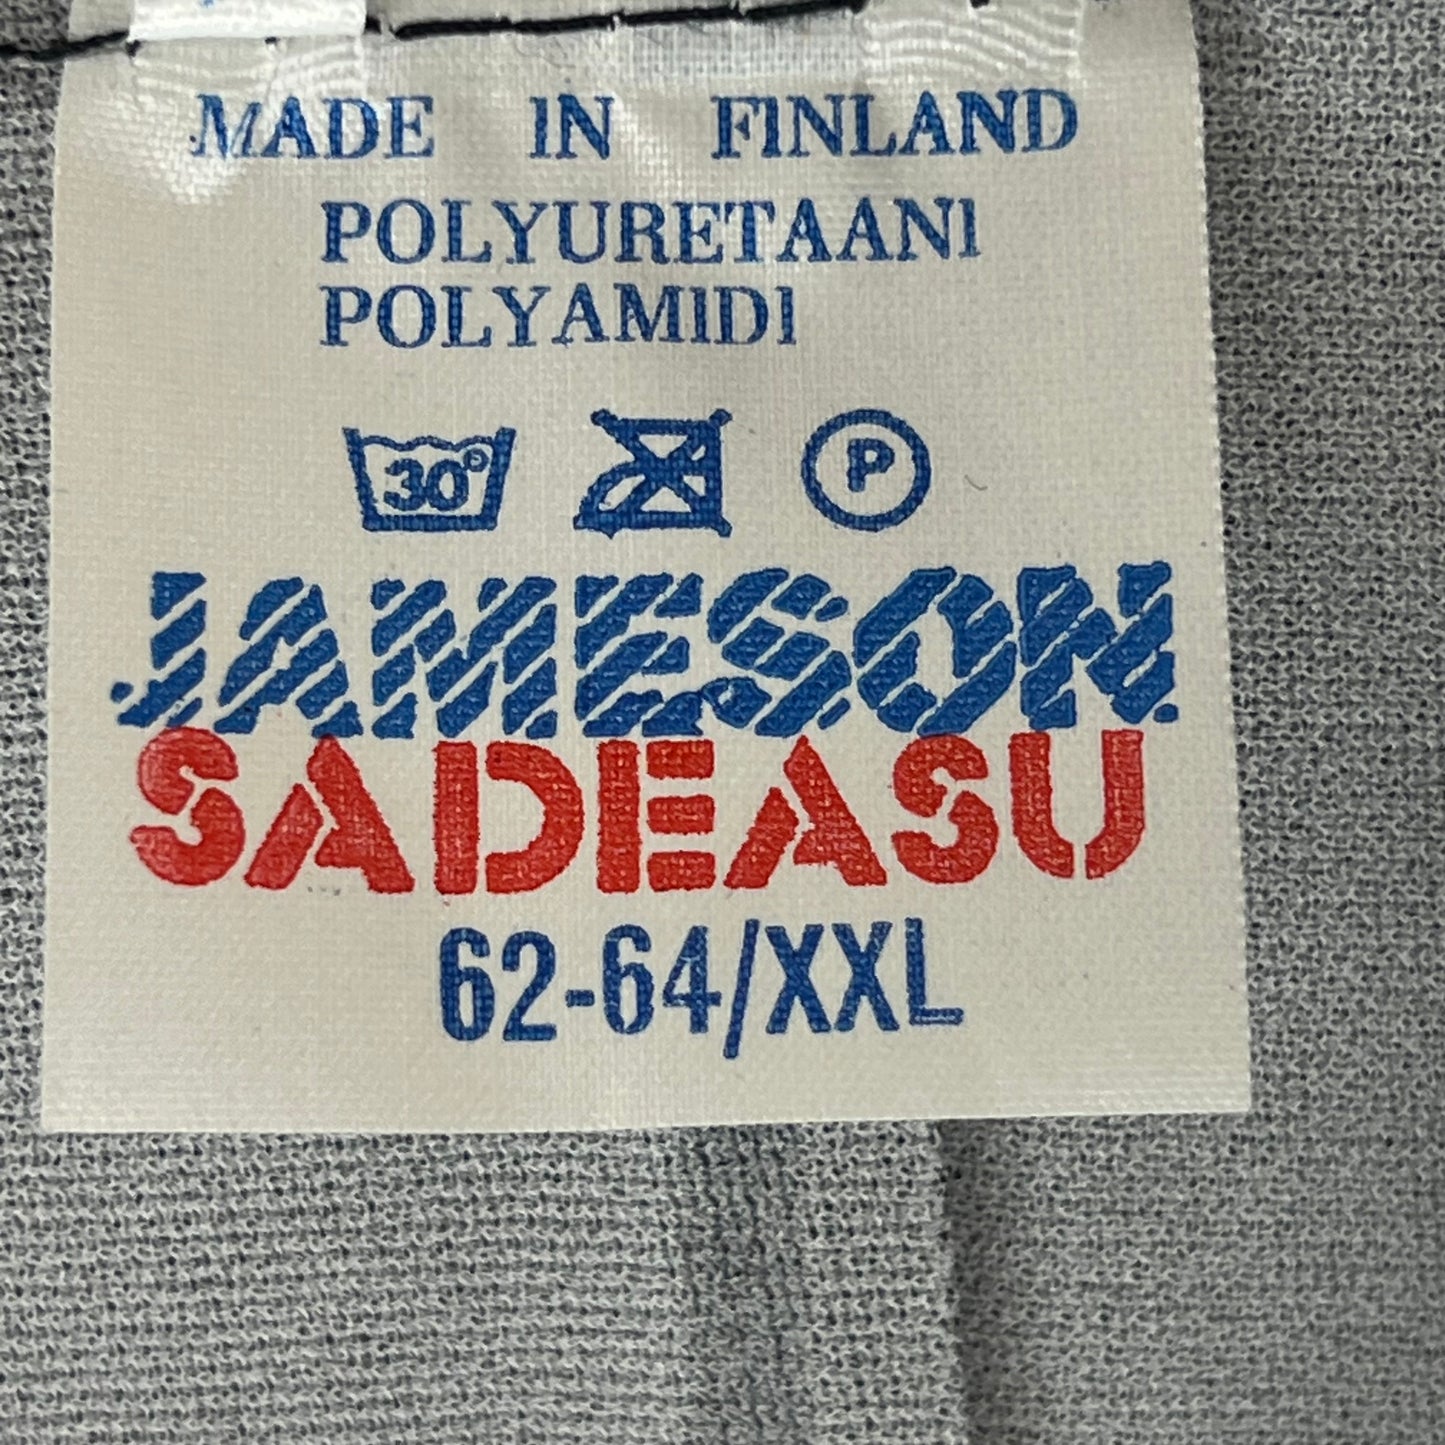 MADE IN FINLAND
POLYURETAANI
POLYAMIDI
30° P
JAMESON
SADEASU
62-64/XXL